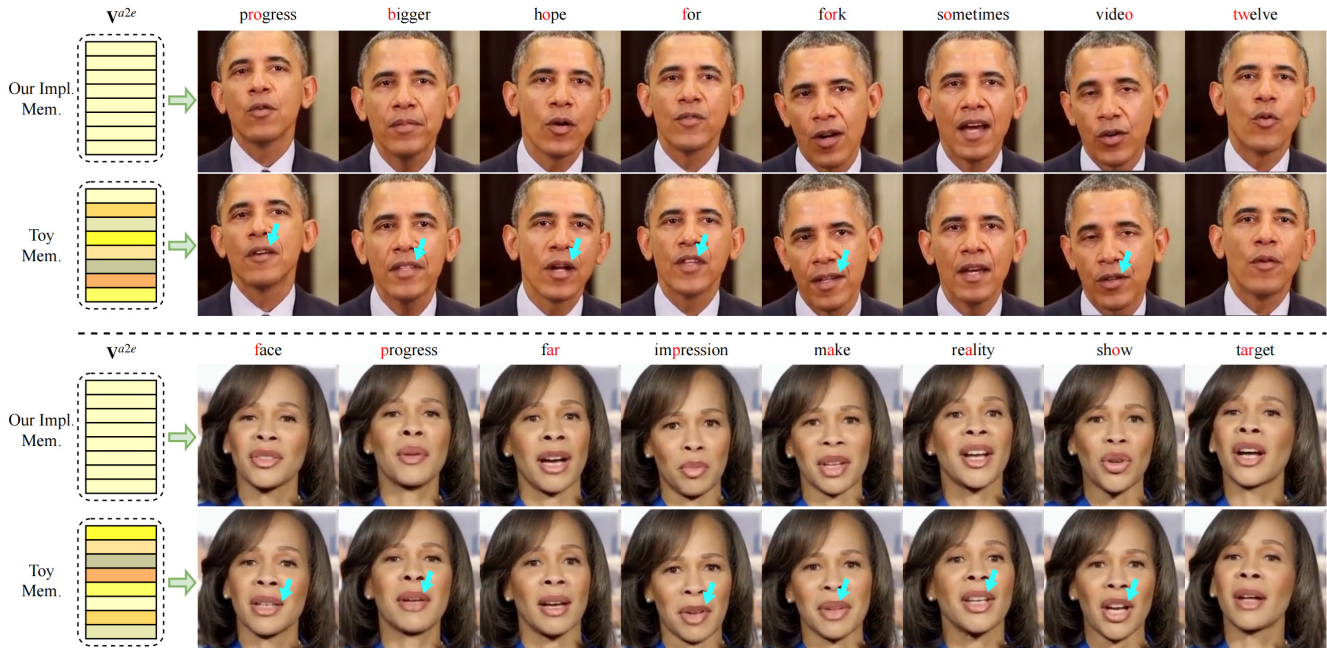 V^{a2e} progress bigger hope for fork sometimes video twelve
Our Impl.
Mem.
Toy
Mem.
V^{a2e} face progress far impression make reality show target
Our Impl.
Mem.
Toy
Mem.